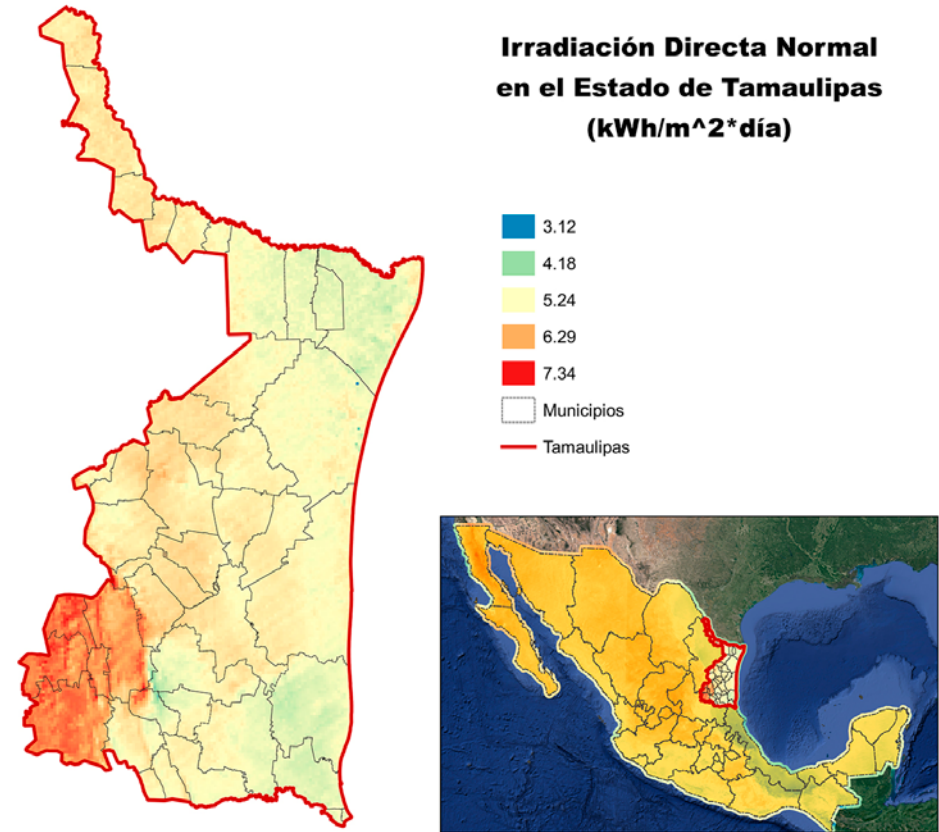 Irradiación Directa Normal
en el Estado de Tamaulipas
(kWh/m^2*día)
3.12
4.18
5.24
6.29
7.34
Municipios
Tamaulipas